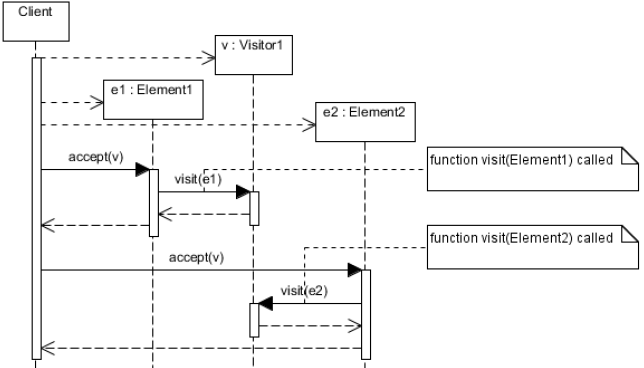 Client
v : Visitor1
e1 : Element1
e2 : Element2
accept(v)
function visit(Element1) called
visit(e1)
function visit(Element2) called
accept(v)
visit(e2)